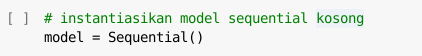 [ ] # instantiasikan model sequential kosong
model = Sequential()